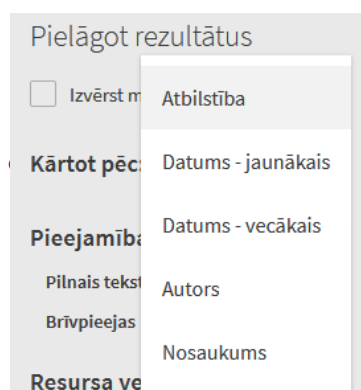 Pielāgot rezultātus
Izvērst m
Atbilstība
Kārtot pēc:
Datums - jaunākais
Datums - vecākais
Pieejamība
Pilnais tekst
Autors
Brīvpieejas
Nosaukums
Resursa ve